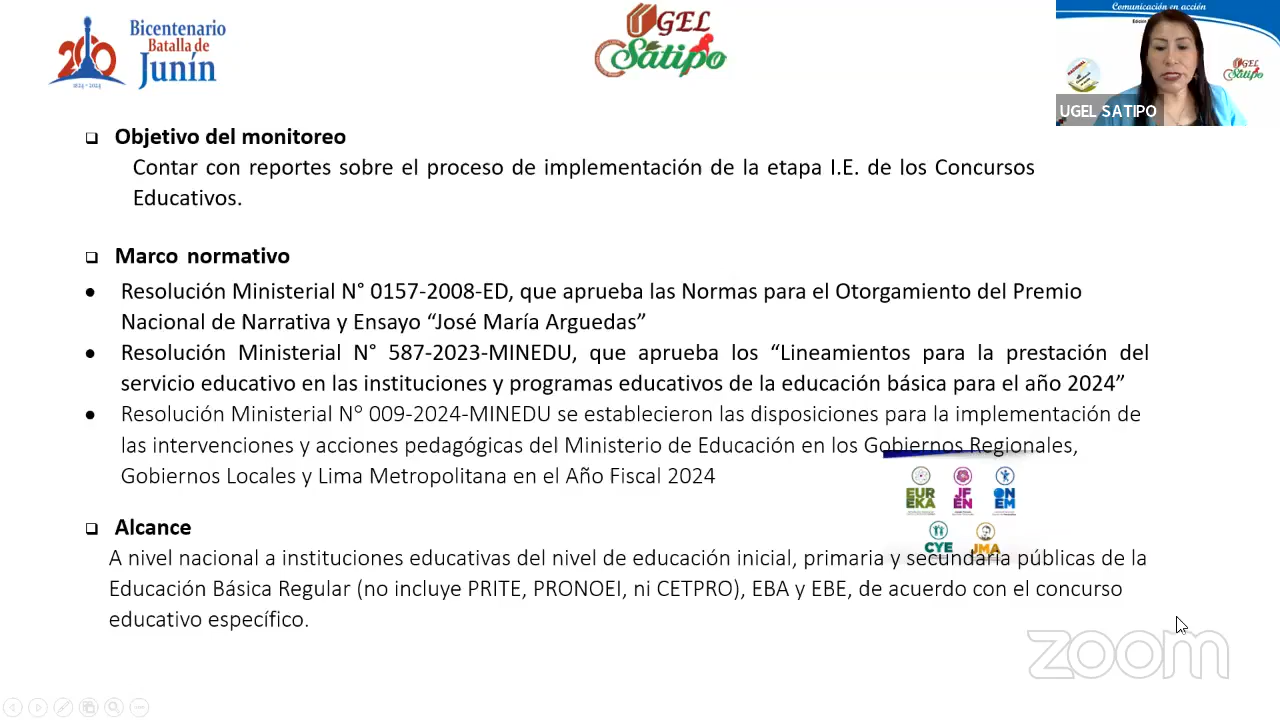 Bicentenario
Batalla de
Junín
1824 - 2024
UGEL
Satipo
Comunicación en acción
UGEL
Satipo
UGEL SATIPO
Objetivo del monitoreo
Contar con reportes sobre el proceso de implementación de la etapa I.E. de los Concursos
Educativos.
Marco normativo
Resolución Ministerial N° 0157-2008-ED, que aprueba las Normas para el Otorgamiento del Premio
Nacional de Narrativa y Ensayo “José María Arguedas”
Resolución Ministerial N° 587-2023-MINEDU, que aprueba los “Lineamientos para la prestación del
servicio educativo en las instituciones y programas educativos de la educación básica para el año 2024”
Resolución Ministerial N° 009-2024-MINEDU se establecieron las disposiciones para la implementación de
las intervenciones y acciones pedagógicas del Ministerio de Educación en los Gobiernos Regionales,
Gobiernos Locales y Lima Metropolitana en el Año Fiscal 2024
EUREKA JFEN ONEM
CYE JMA
Alcance
A nivel nacional a instituciones educativas del nivel de educación inicial, primaria y secundaria públicas de la
Educación Básica Regular (no incluye PRITE, PRONOEI, ni CETPRO), EBA y EBE, de acuerdo con el concurso
educativo específico.
zoom